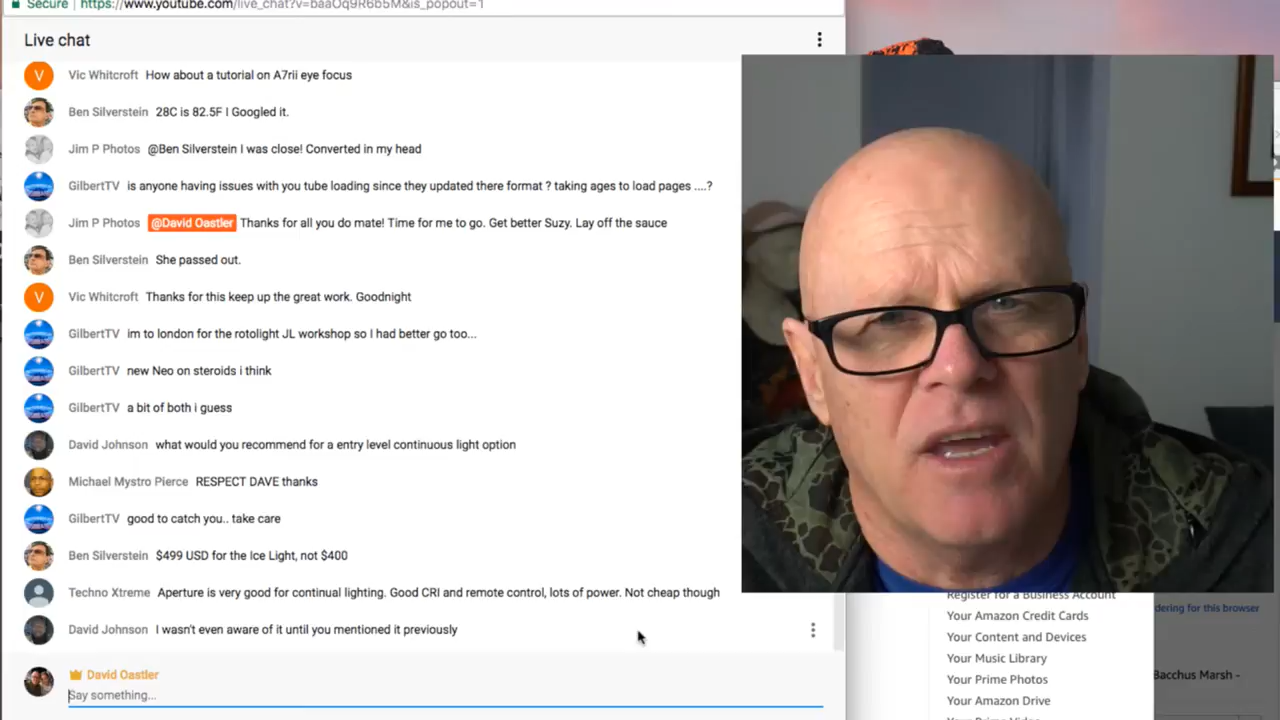 Secure https://www.youtube.com/live_chat?v=baaOq9R6b5M&is_popout=1
Live chat
V Vic Whitcroft How about a tutorial on A7rii eye focus
Ben Silverstein 28C is 82.5F I Googled it.
Jim P Photos @Ben Silverstein I was close! Converted in my head
GilbertTV is anyone having issues with you tube loading since they updated there format ? taking ages to load pages ....?
Jim P Photos @David Oastler Thanks for all you do mate! Time for me to go. Get better Suzy. Lay off the sauce
Ben Silverstein She passed out.
V Vic Whitcroft Thanks for this keep up the great work. Goodnight
GilbertTV im to london for the rotolight JL workshop so I had better go too...
GilbertTV new Neo on steroids i think
GilbertTV a bit of both i guess
David Johnson what would you recommend for a entry level continuous light option
Michael Mystro Pierce RESPECT DAVE thanks
GilbertTV good to catch you.. take care
Ben Silverstein $499 USD for the Ice Light, not $400
Techno Xtreme Aperture is very good for continual lighting. Good CRI and remote control, lots of power. Not cheap though
David Johnson I wasn't even aware of it until you mentioned it previously
David Oastler
Say something...
Register for a Business Account
Your Amazon Credit Cards
Your Content and Devices
Your Music Library
Your Prime Photos
Your Amazon Drive
Your Prime Video
dering for this browser
Bacchus Marsh -